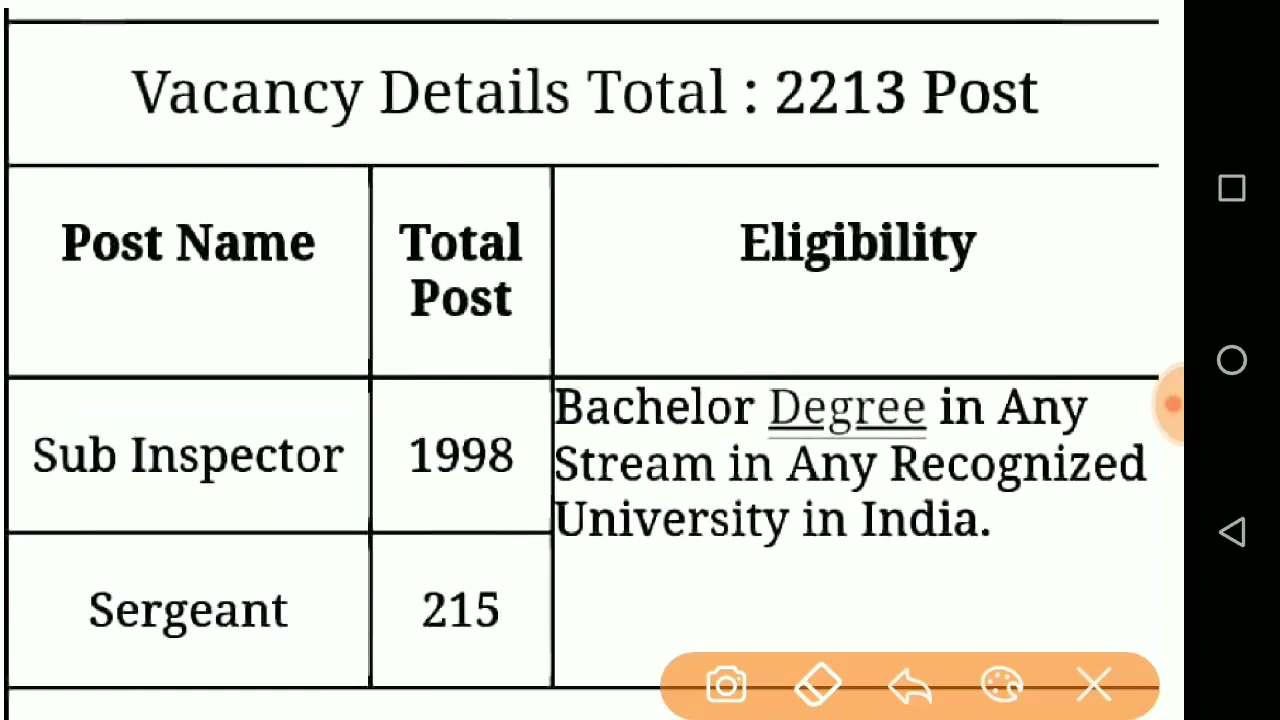 Vacancy Details Total : 2213 Post
Post Name
Total
Post
Eligibility
Sub Inspector
1998
Bachelor Degree in Any
Stream in Any Recognized
University in India.
Sergeant
215